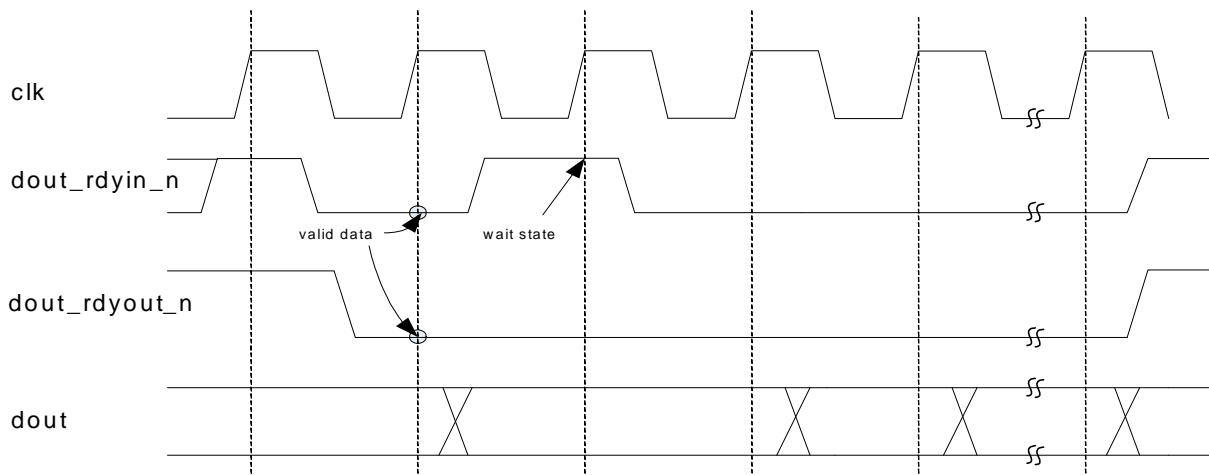 clk
dout_rdyin_n
valid data
wait state
dout_rdyout_n
dout